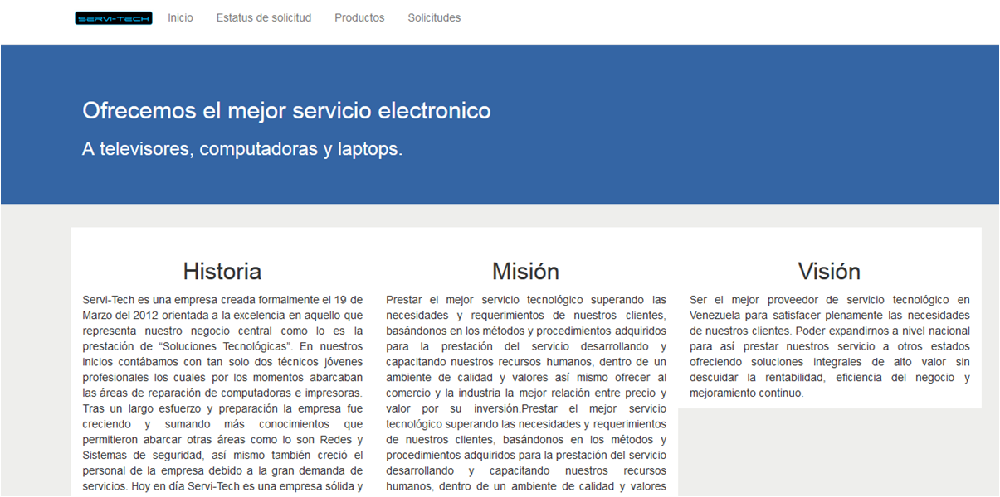 SERVI-TECH
Inicio
Estatus de solicitud
Productos
Solicitudes
Ofrecemos el mejor servicio electronico
A televisores, computadoras y laptops.
Historia
Servi-Tech es una empresa creada formalmente el 19 de
Marzo del 2012 orientada a la excelencia en aquello que
representa nuestro negocio central como lo es la
prestación de “Soluciones Tecnológicas”. En nuestros
inicios contábamos con tan solo dos técnicos jóvenes
profesionales los cuales por los momentos abarcaban
las áreas de reparación de computadoras e impresoras.
Tras un largo esfuerzo y preparación la empresa fue
creciendo y sumando más conocimientos que
permitieron abarcar otras áreas como lo son Redes y
Sistemas de seguridad, así mismo también creció el
personal de la empresa debido a la gran demanda de
servicios. Hoy en día Servi-Tech es una empresa sólida y
Misión
Prestar el mejor servicio tecnológico superando las
necesidades y requerimientos de nuestros clientes,
basándonos en los métodos y procedimientos adquiridos
para la prestación del servicio desarrollando y
capacitando nuestros recursos humanos, dentro de un
ambiente de calidad y valores así mismo ofrecer al
comercio y la industria la mejor relación entre precio y
valor por su inversión.Prestar el mejor servicio
tecnológico superando las necesidades y requerimientos
de nuestros clientes, basándonos en los métodos y
procedimientos adquiridos para la prestación del servicio
desarrollando y capacitando nuestros recursos
humanos, dentro de un ambiente de calidad y valores
Visión
Ser el mejor proveedor de servicio tecnológico en
Venezuela para satisfacer plenamente las necesidades
de nuestros clientes. Poder expandirnos a nivel nacional
para así prestar nuestros servicio a otros estados
ofreciendo soluciones integrales de alto valor sin
descuidar la rentabilidad, eficiencia del negocio y
mejoramiento continuo.